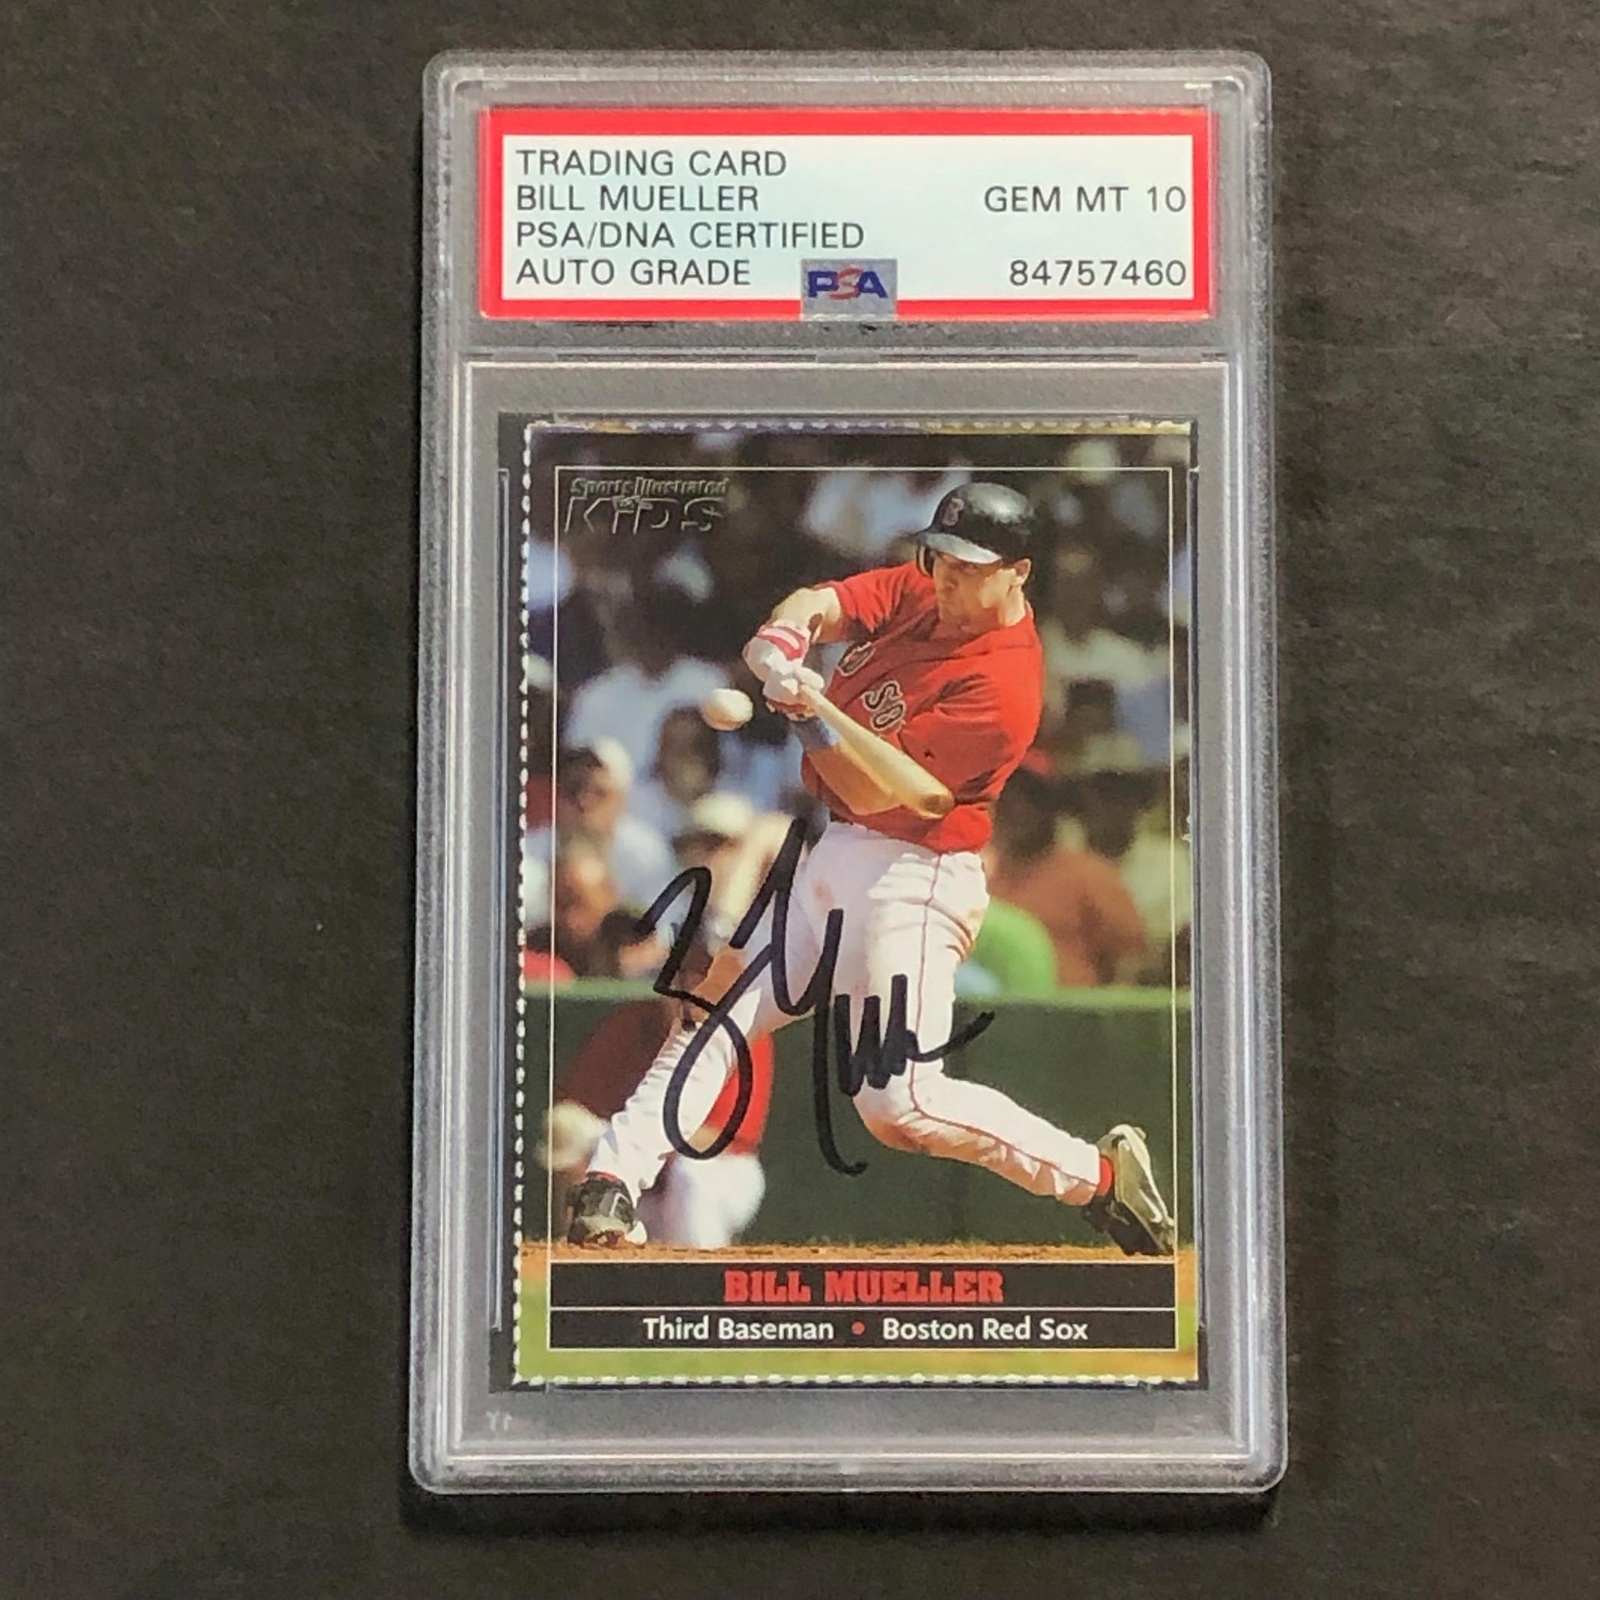 TRADING CARD
BILL MUELLER
PSA/DNA CERTIFIED
AUTO GRADE
GEM MT 10
84757460
PSA
Sports Illustrated
KIDS
B
SO
BILL MUELLER
Third Baseman • Boston Red Sox